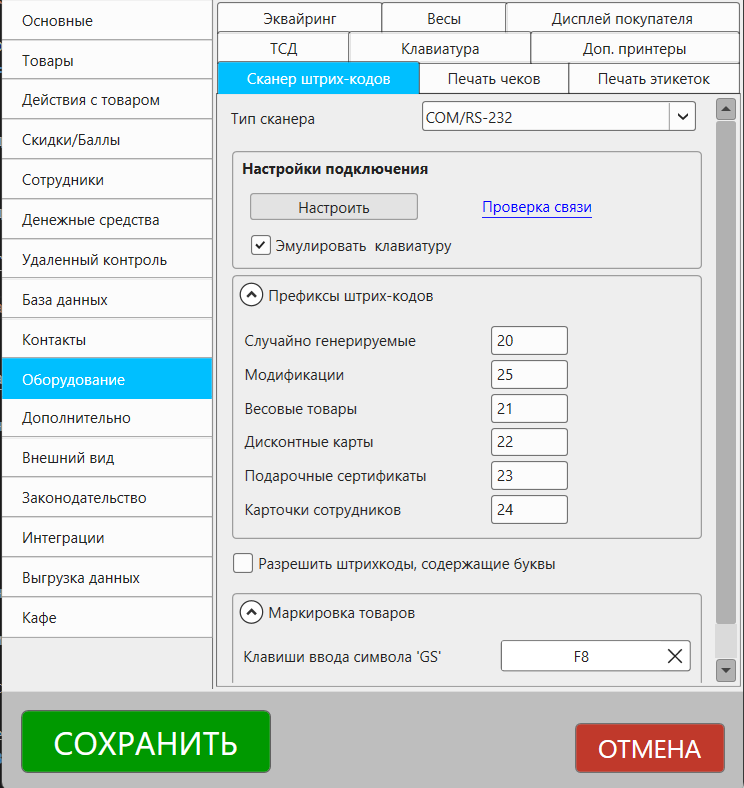 Основные
Товары
Действия с товаром
Скидки/Баллы
Сотрудники
Денежные средства
Удаленный контроль
База данных
Контакты
Оборудование
Дополнительно
Внешний вид
Законодательство
Интеграции
Выгрузка данных
Кафе
Эквайринг Весы Дисплей покупателя
ТСД Клавиатура Доп. принтеры
Сканер штрих-кодов Печать чеков Печать этикеток
Тип сканера COM/RS-232
Настройки подключения
Настроить Проверка связи
Эмулировать клавиатуру
Префиксы штрих-кодов
Случайно генерируемые 20
Модификации 25
Весовые товары 21
Дисконтные карты 22
Подарочные сертификаты 23
Карточки сотрудников 24
Разрешить штрихкоды, содержащие буквы
Маркировка товаров
Клавиши ввода символа 'GS' F8
СОХРАНИТЬ ОТМЕНА